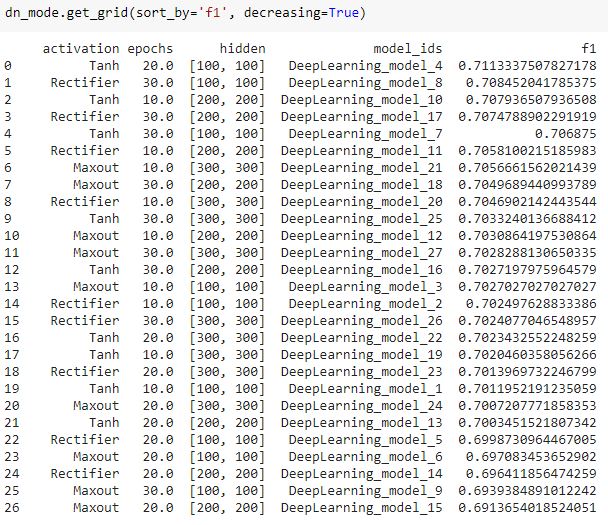 dn_mode.get_grid(sort_by='f1', decreasing=True)
activation epochs hidden model_ids f1
0 Tanh 20.0 [100, 100] DeepLearning_model_4 0.7113337507827178
1 Rectifier 30.0 [100, 100] DeepLearning_model_8 0.708452041785375
2 Tanh 10.0 [200, 200] DeepLearning_model_10 0.707936507936508
3 Rectifier 30.0 [200, 200] DeepLearning_model_17 0.7074788902291919
4 Tanh 30.0 [100, 100] DeepLearning_model_7 0.706875
5 Rectifier 10.0 [200, 200] DeepLearning_model_11 0.7058100215185983
6 Maxout 10.0 [300, 300] DeepLearning_model_21 0.7056661562021439
7 Maxout 30.0 [200, 200] DeepLearning_model_18 0.7049689440993789
8 Rectifier 10.0 [300, 300] DeepLearning_model_20 0.7046902142443544
9 Tanh 30.0 [300, 300] DeepLearning_model_25 0.7033240136688412
10 Maxout 10.0 [200, 200] DeepLearning_model_12 0.7030864197530864
11 Maxout 30.0 [300, 300] DeepLearning_model_27 0.7028288130650335
12 Tanh 30.0 [200, 200] DeepLearning_model_16 0.7027197975964579
13 Maxout 10.0 [100, 100] DeepLearning_model_3 0.7027027027027027
14 Rectifier 10.0 [100, 100] DeepLearning_model_2 0.702497628833386
15 Rectifier 30.0 [300, 300] DeepLearning_model_26 0.7024077046548957
16 Tanh 20.0 [300, 300] DeepLearning_model_22 0.7023432552248259
17 Tanh 10.0 [300, 300] DeepLearning_model_19 0.7020460358056266
18 Rectifier 20.0 [300, 300] DeepLearning_model_23 0.7013969732246799
19 Tanh 10.0 [100, 100] DeepLearning_model_1 0.7011952191235059
20 Maxout 20.0 [300, 300] DeepLearning_model_24 0.7007207771858353
21 Tanh 20.0 [200, 200] DeepLearning_model_13 0.7003451521807342
22 Rectifier 20.0 [100, 100] DeepLearning_model_5 0.6998730964467005
23 Maxout 20.0 [100, 100] DeepLearning_model_6 0.697083453652902
24 Rectifier 20.0 [200, 200] DeepLearning_model_14 0.696411856474259
25 Maxout 30.0 [100, 100] DeepLearning_model_9 0.6939384891012242
26 Maxout 20.0 [200, 200] DeepLearning_model_15 0.6913654018524051